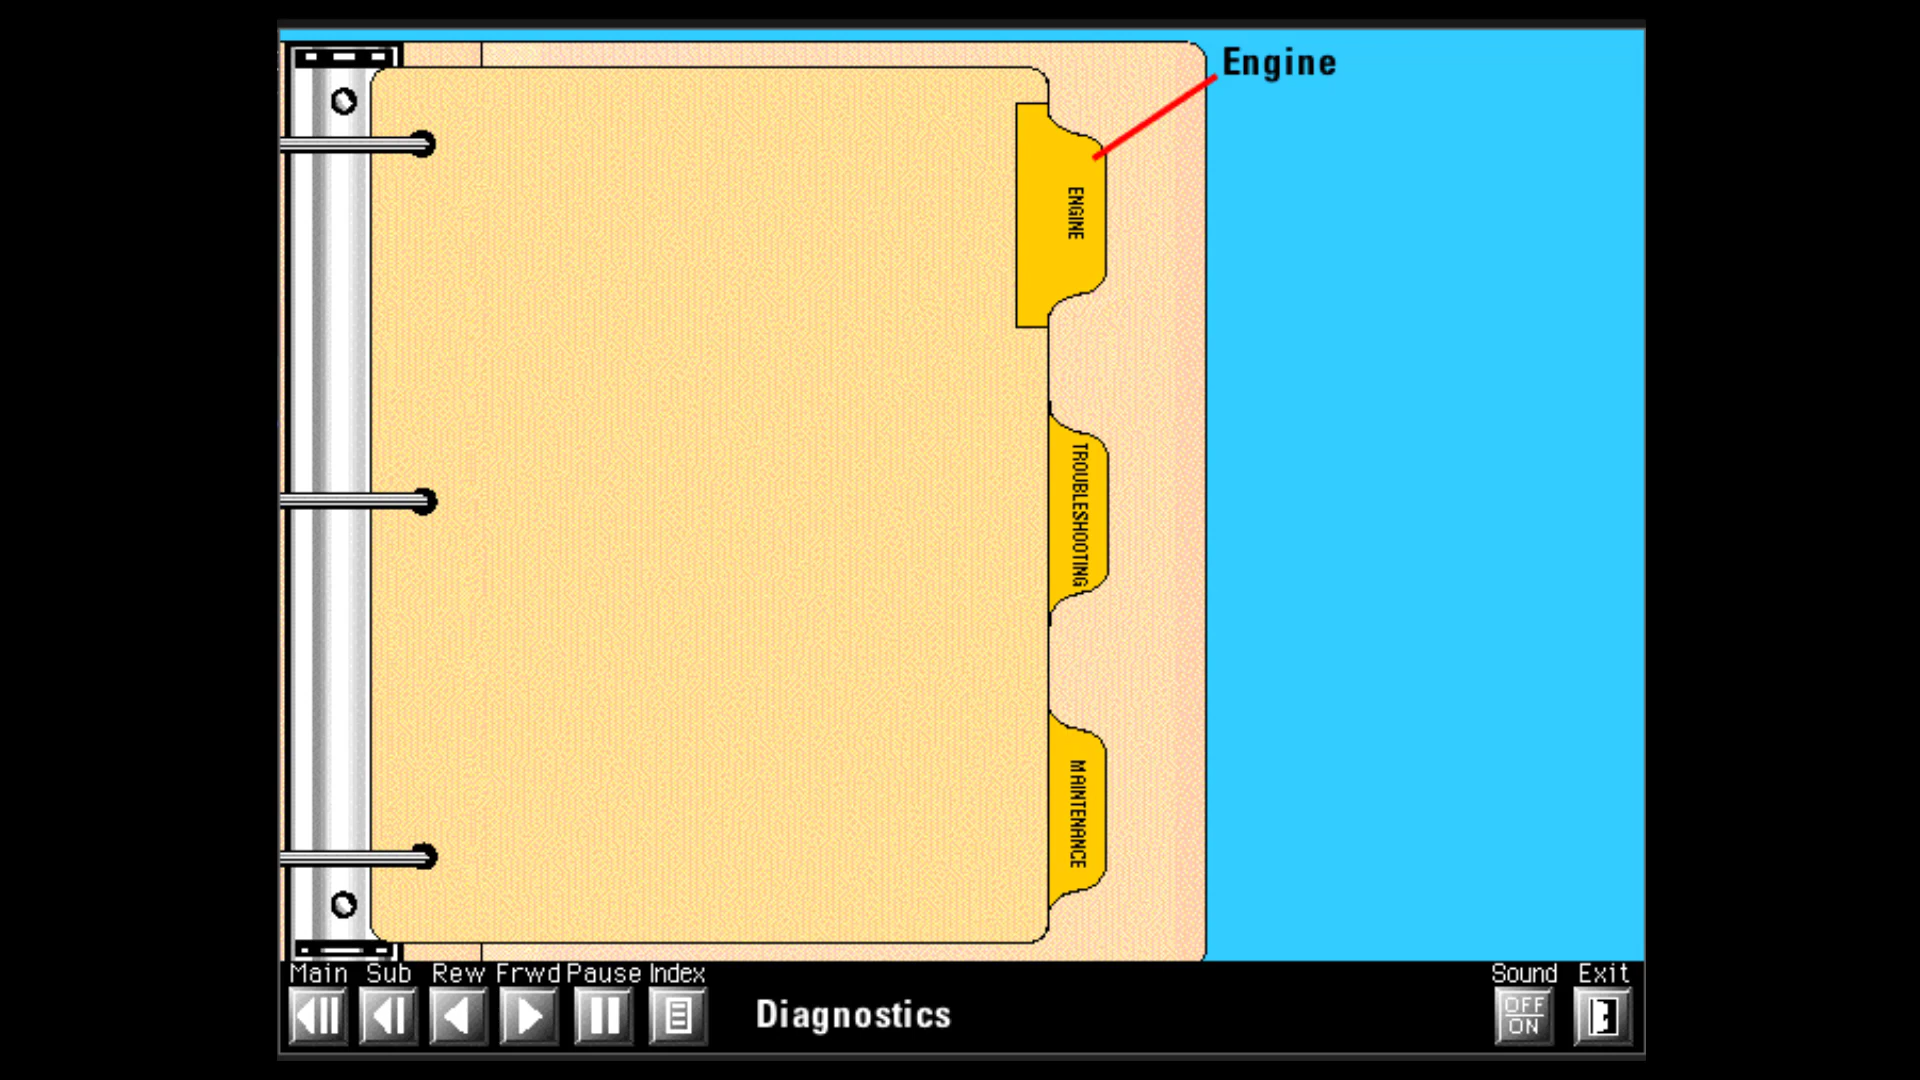 Engine
ENGINE
TROUBLESHOOTING
MAINTENANCE
Main Sub Rew Frwd Pause Index Sound Exit
OFF
ON
Diagnostics